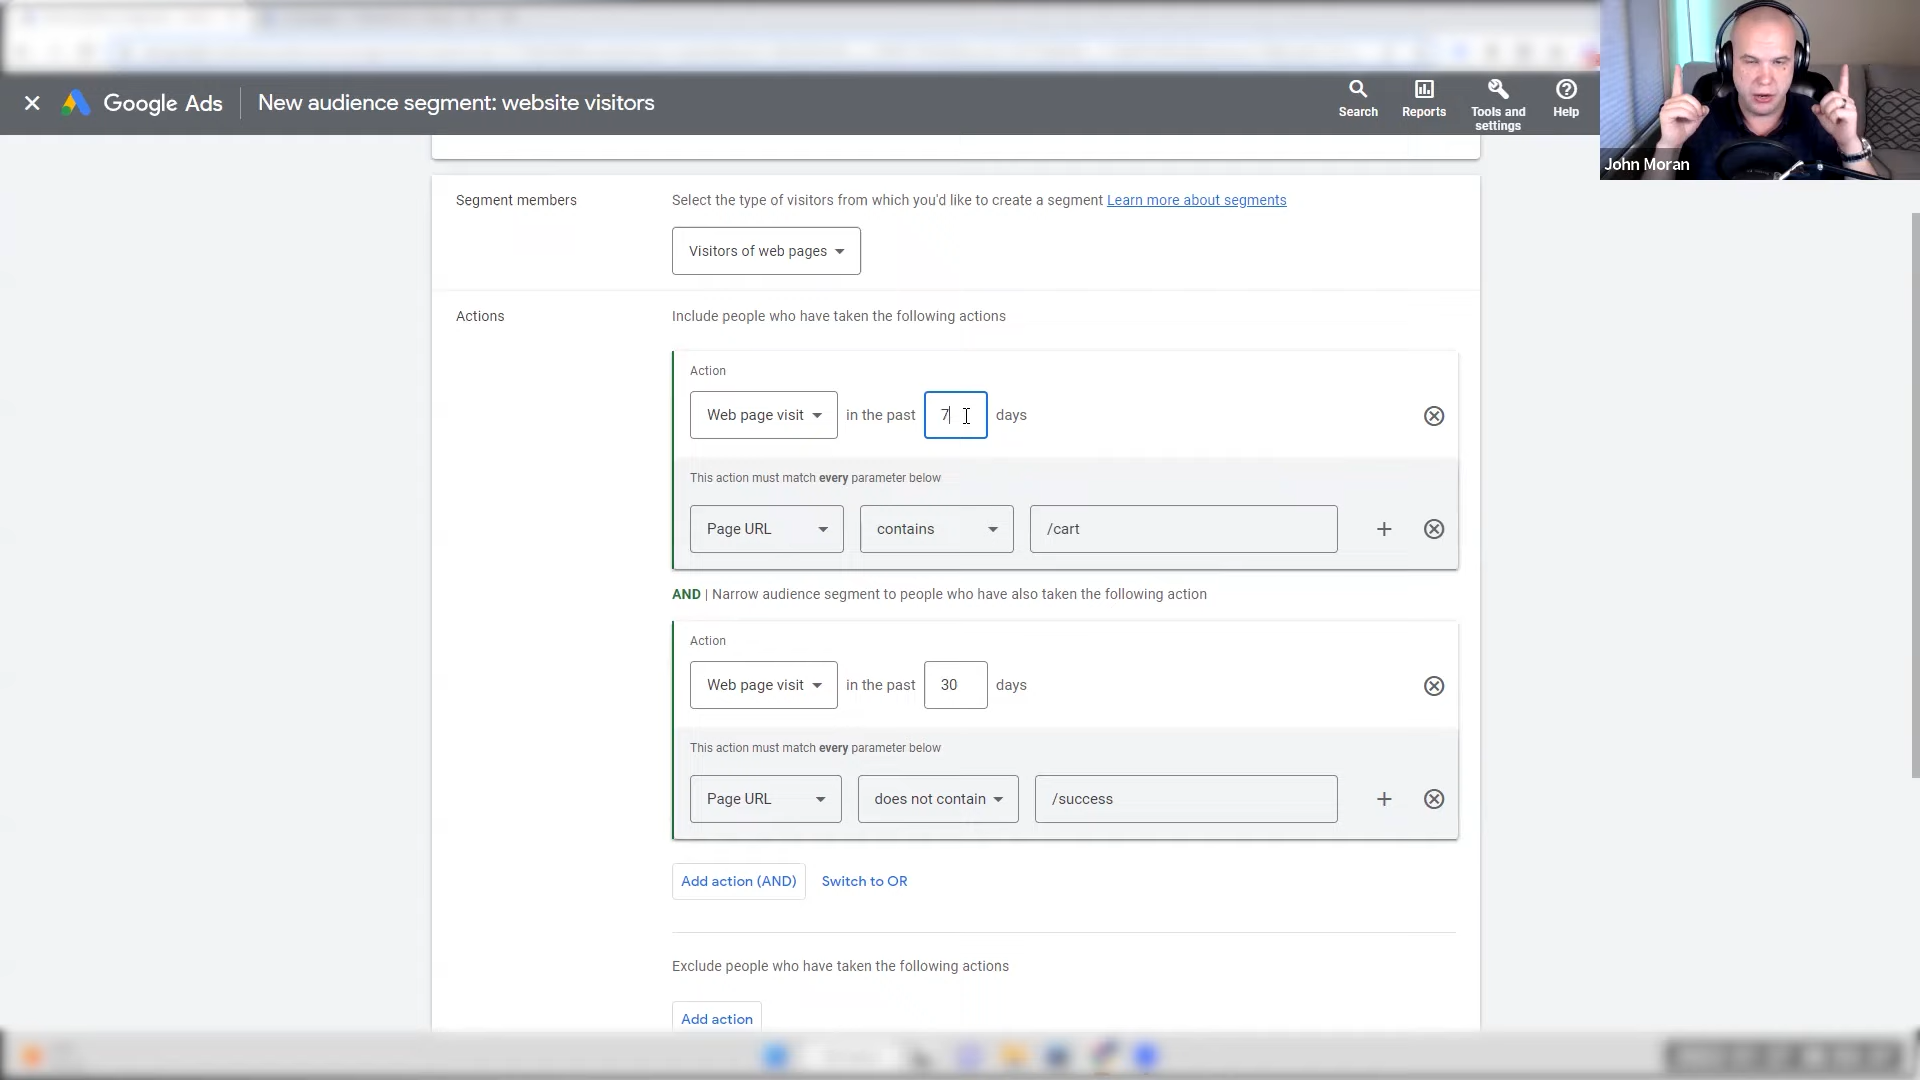 Google Ads
New audience segment: website visitors
Search
Reports
Tools and settings
Help
John Moran
Segment members
Select the type of visitors from which you'd like to create a segment Learn more about segments
Visitors of web pages
Actions
Include people who have taken the following actions
Action
Web page visit in the past 7 days
This action must match every parameter below
Page URL contains /cart
AND | Narrow audience segment to people who have also taken the following action
Action
Web page visit in the past 30 days
This action must match every parameter below
Page URL does not contain /success
Add action (AND) Switch to OR
Exclude people who have taken the following actions
Add action